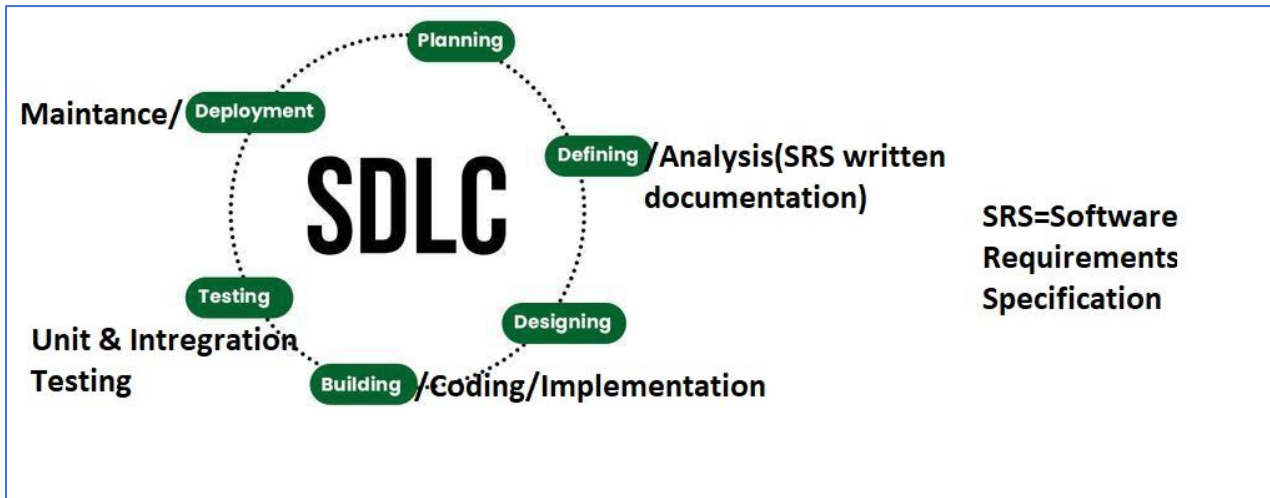 Planning
Maintance/ Deployment
Defining /Analysis(SRS written
documentation)
SDLC
SRS=Software
Requirements
Specification
Testing
Designing
Unit & Intregration
Testing
Building /Coding/Implementation